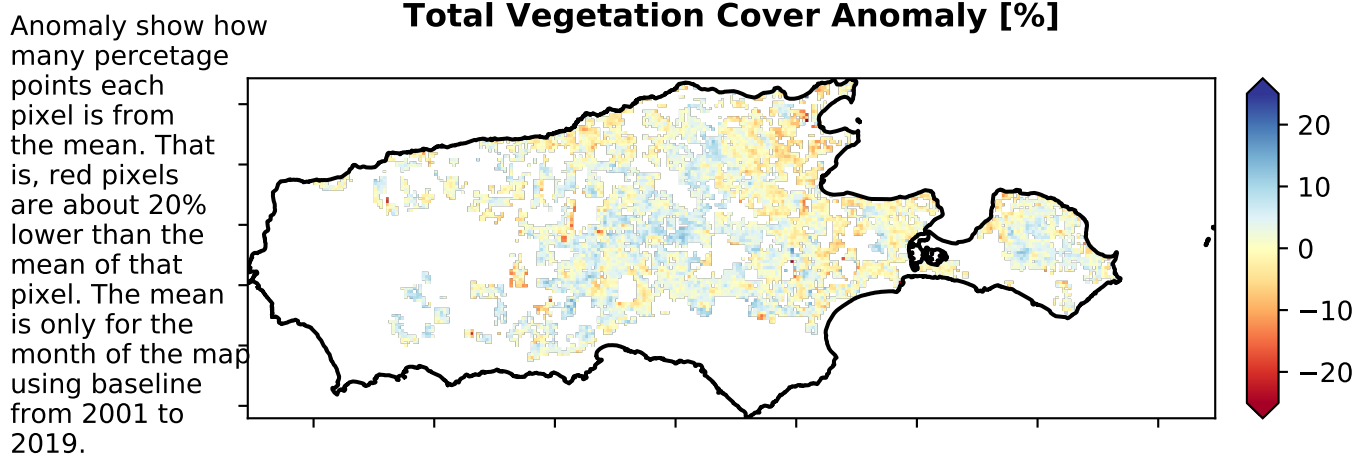 Total Vegetation Cover Anomaly [%]
Anomaly show how
many percetage
points each
pixel is from
the mean. That
is, red pixels
are about 20%
lower than the
mean of that
pixel. The mean
is only for the
month of the map
using baseline
from 2001 to
2019.
20
10
0
−10
−20